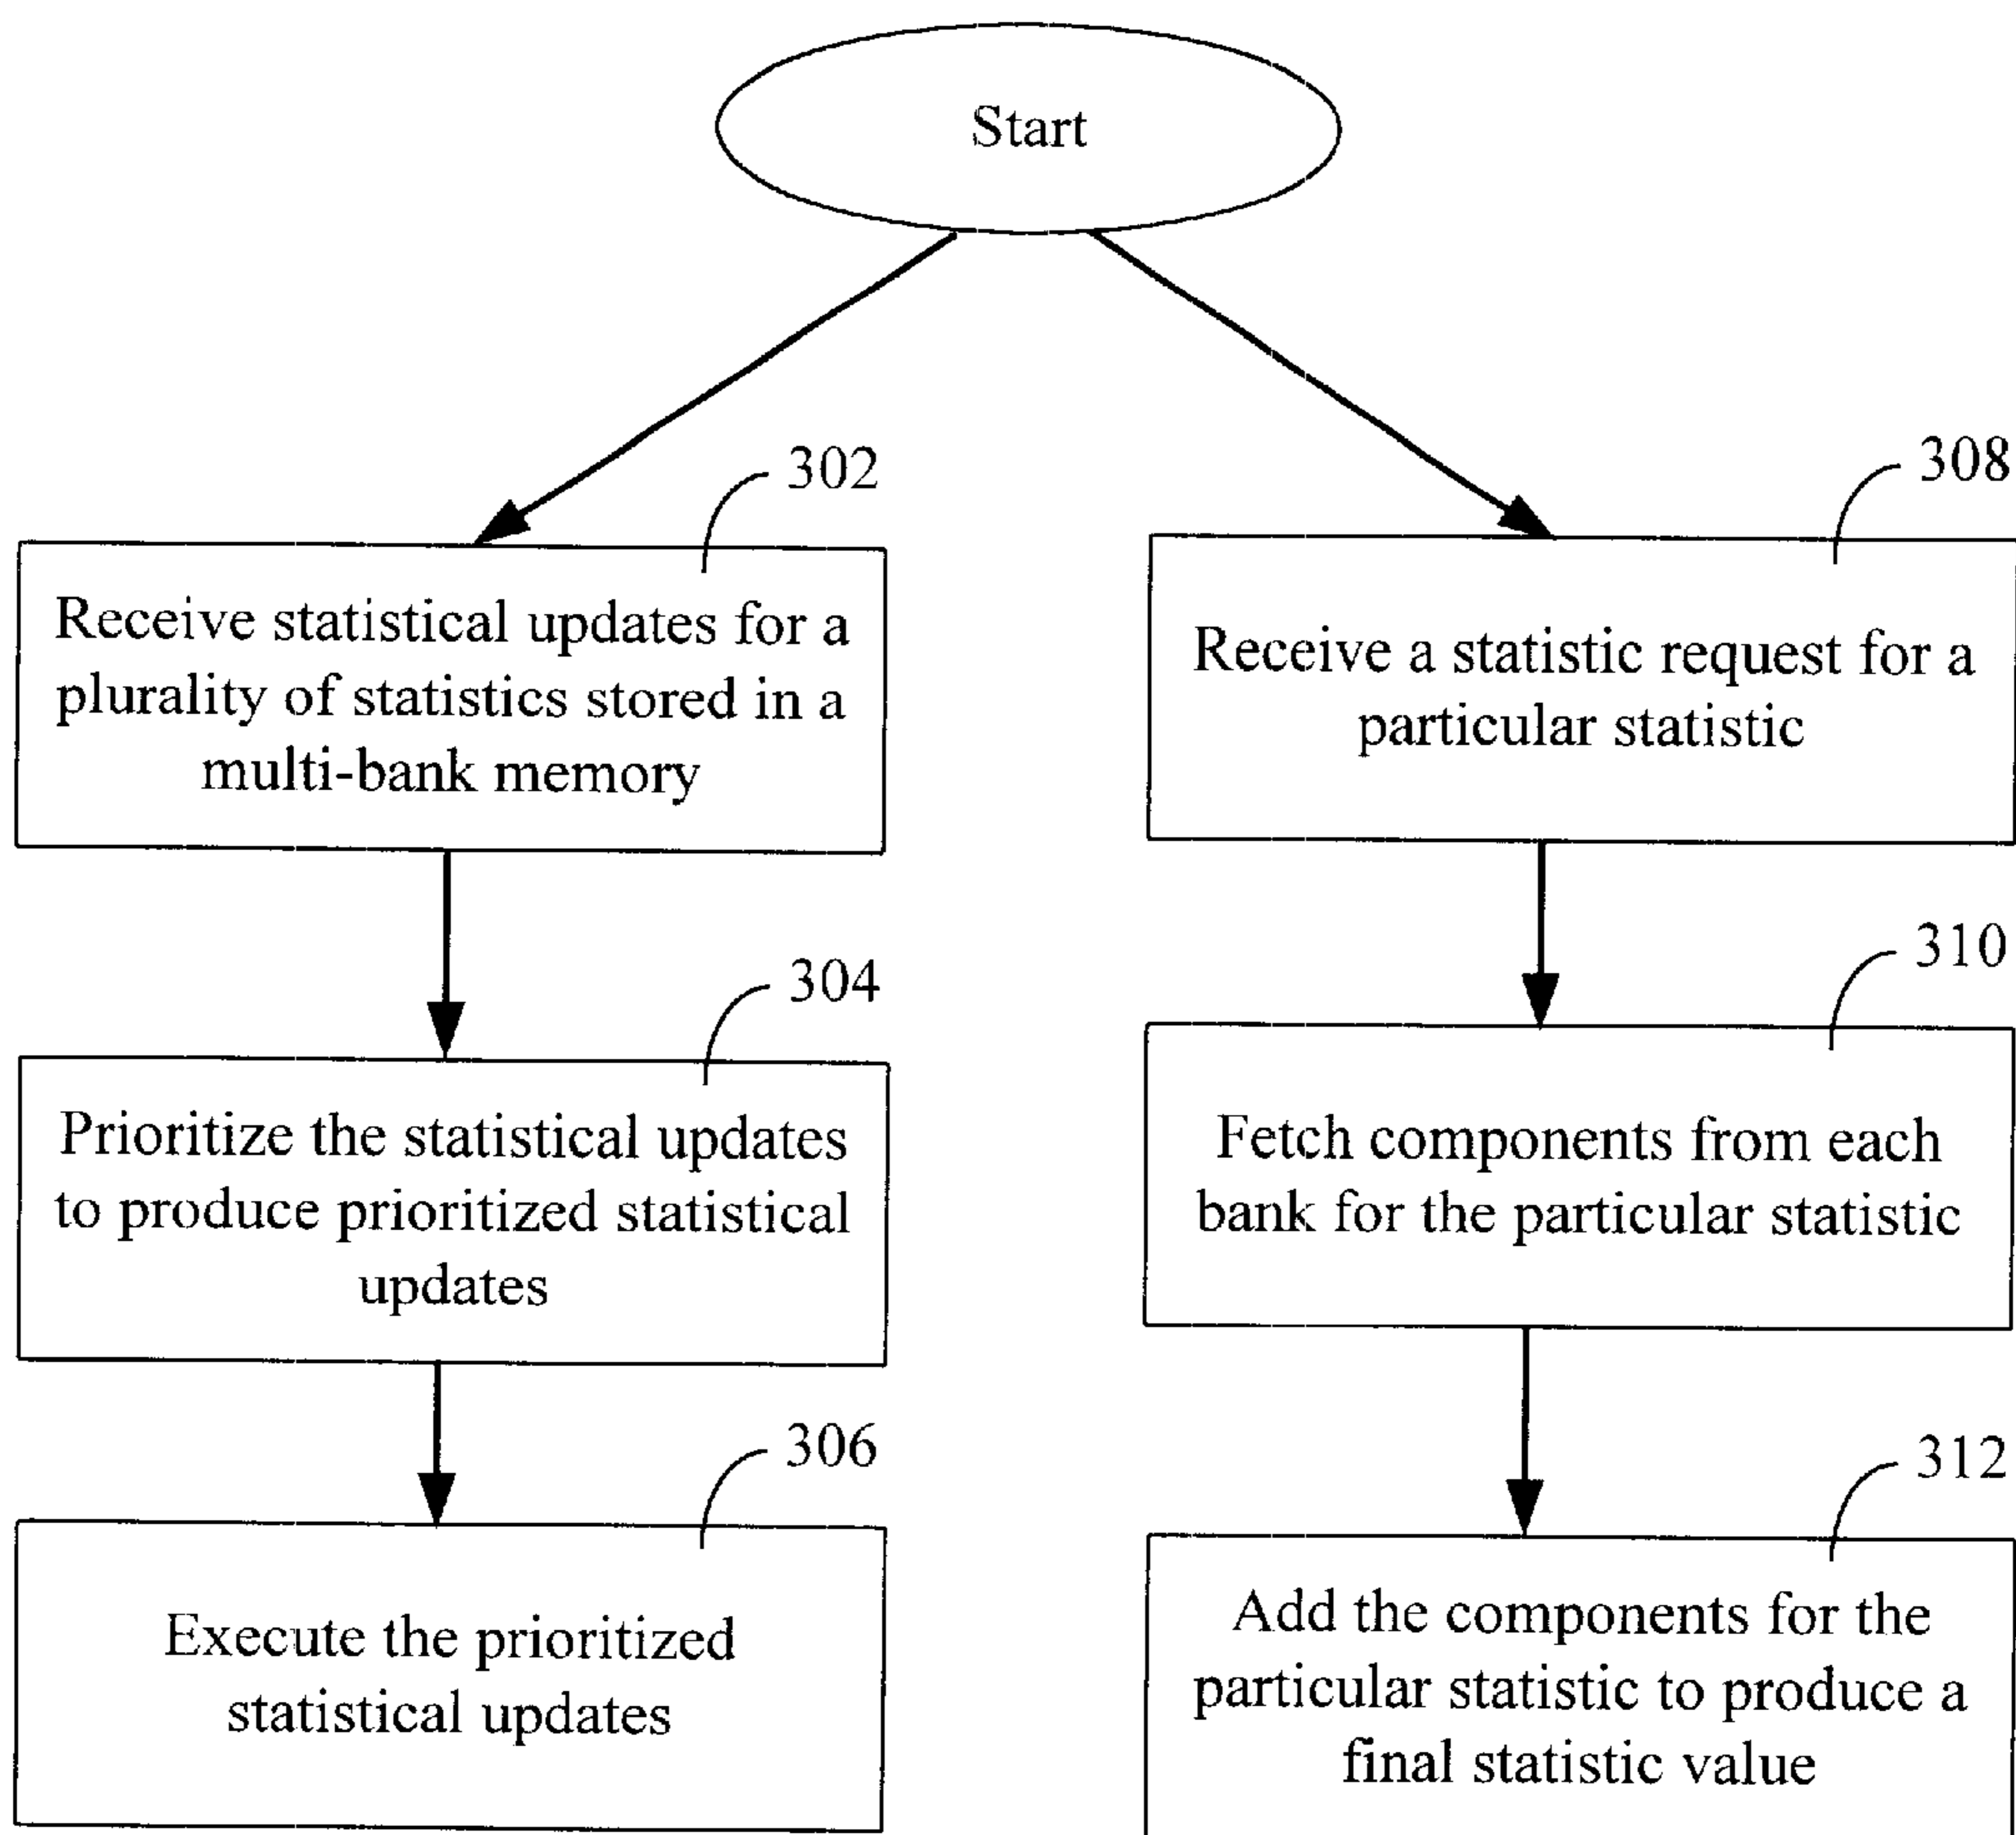 Start
302
Receive statistical updates for a
plurality of statistics stored in a
multi-bank memory
304
Prioritize the statistical updates
to produce prioritized statistical
updates
306
Execute the prioritized
statistical updates
308
Receive a statistic request for a
particular statistic
310
Fetch components from each
bank for the particular statistic
312
Add the components for the
particular statistic to produce a
final statistic value